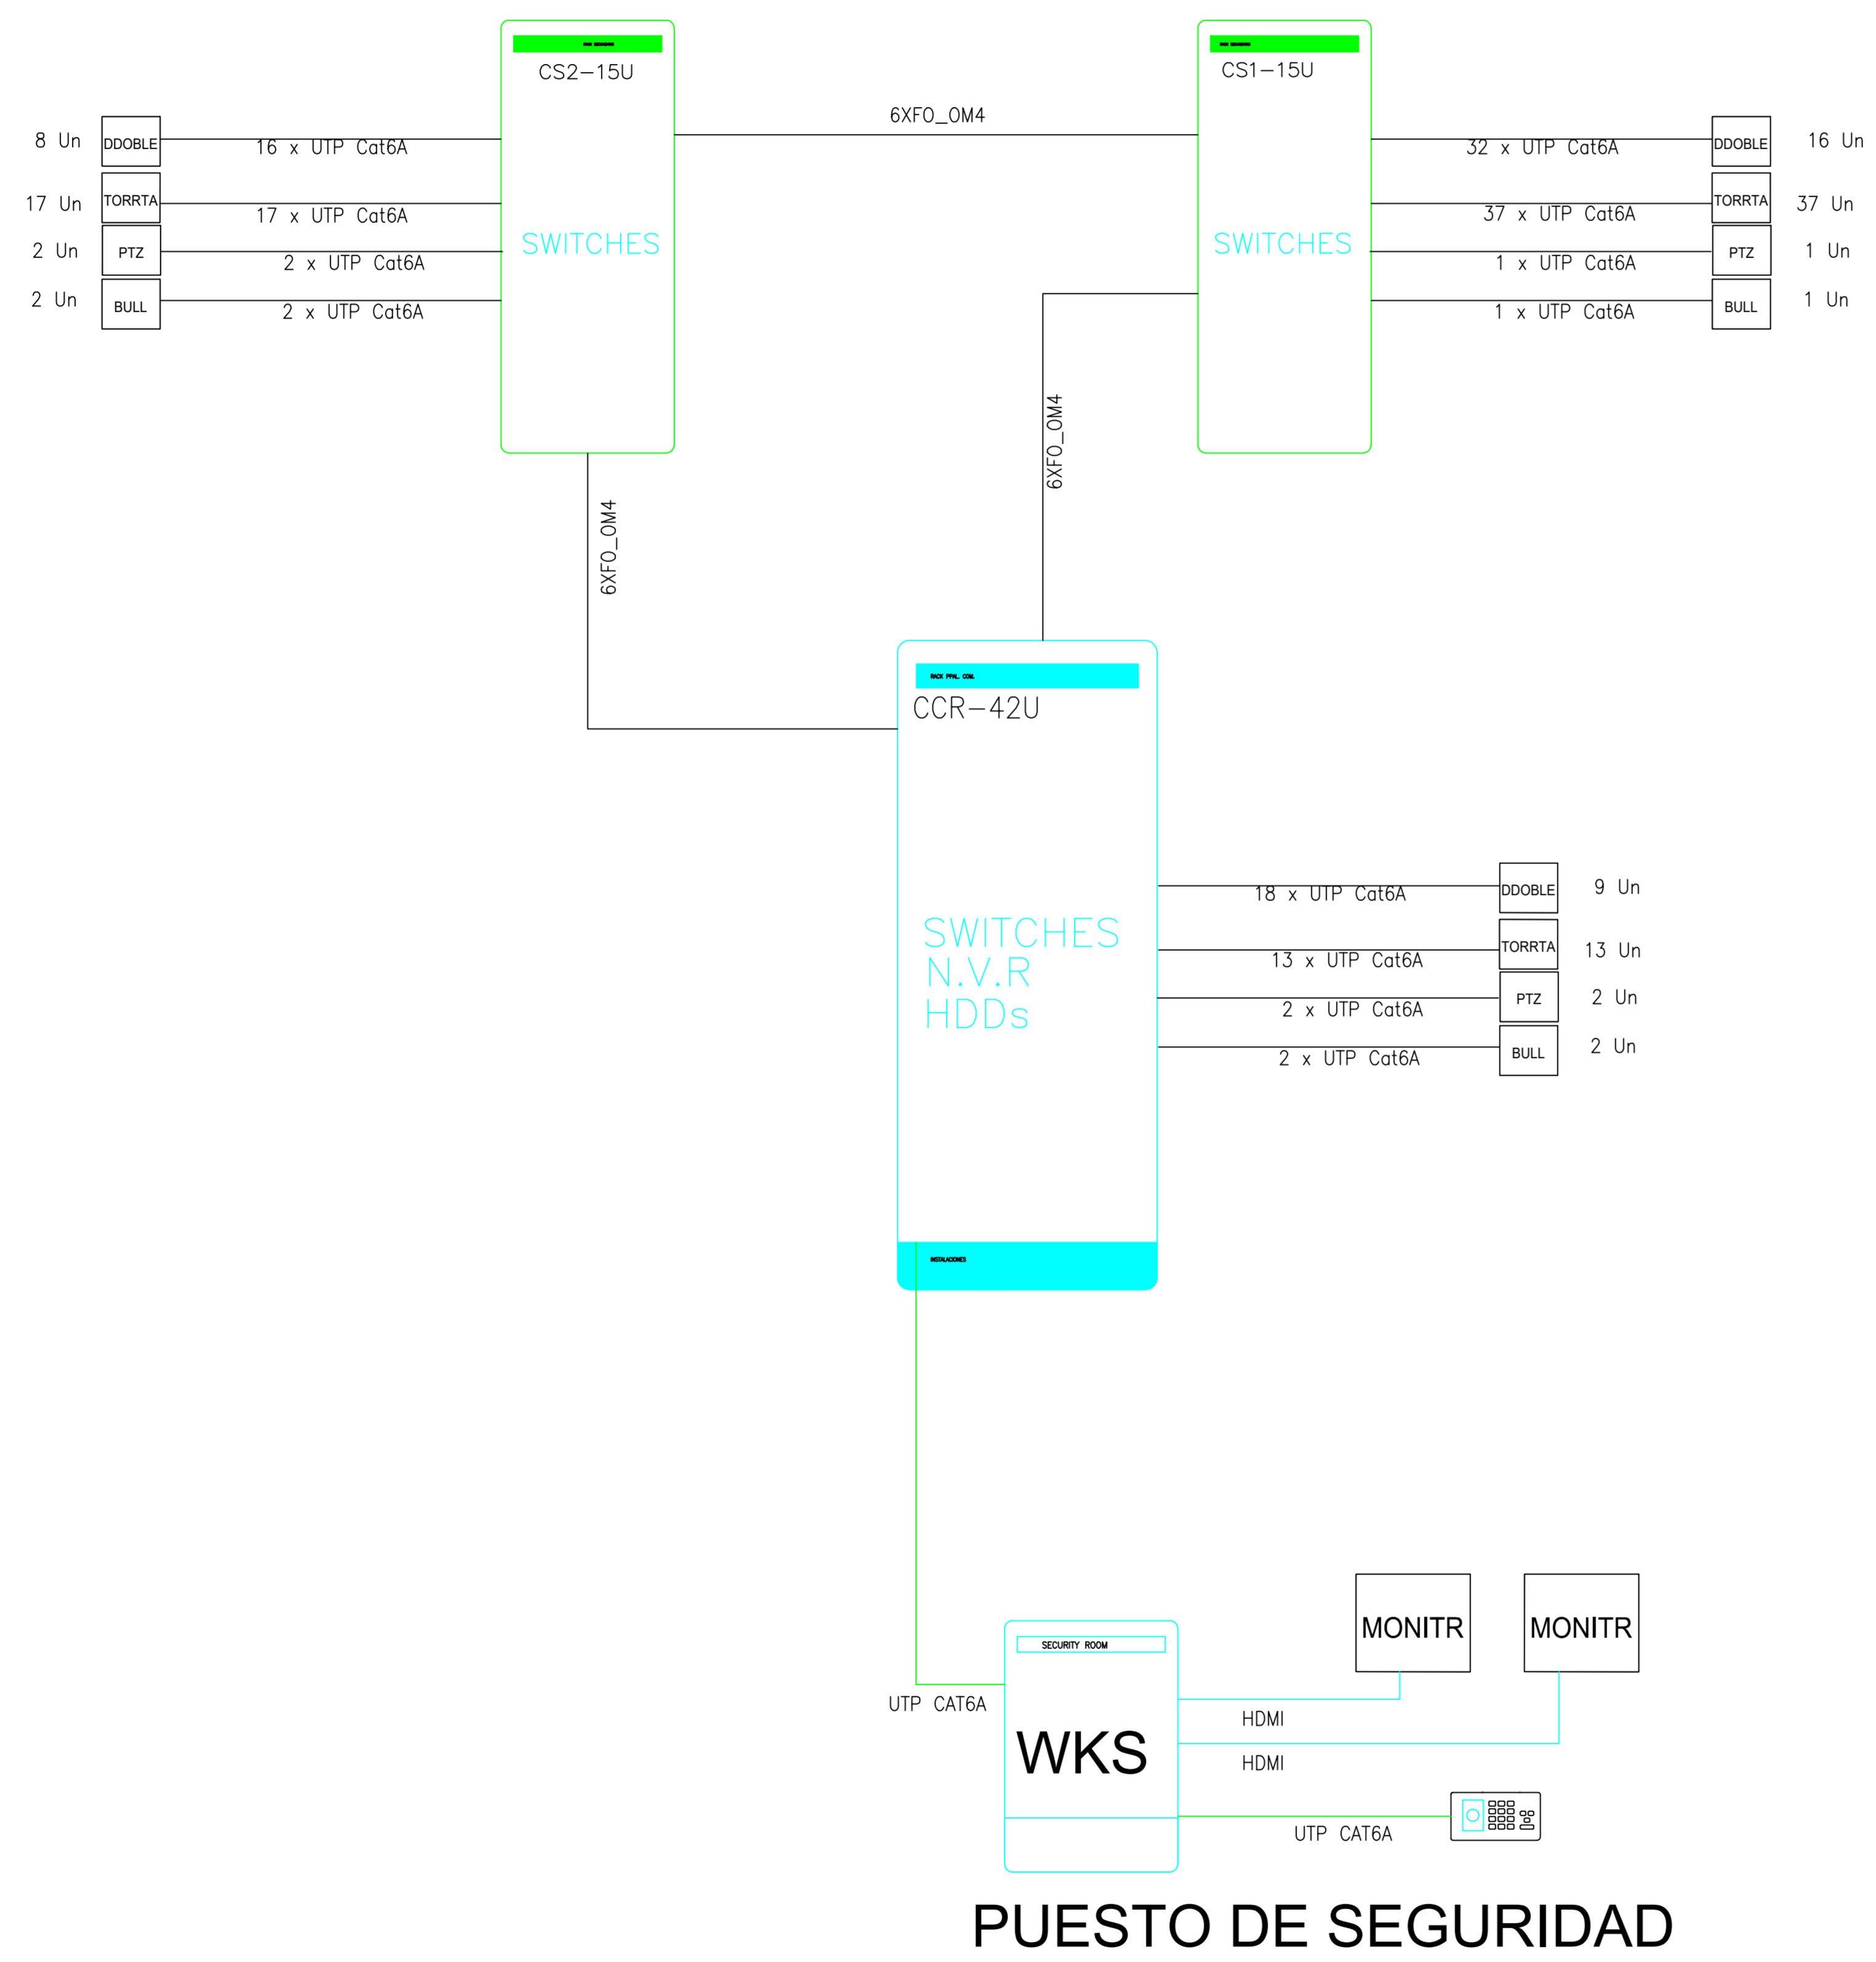 CS2-15U
CS1-15U
6XFO_OM4
8 Un
DDOBLE
16 x UTP Cat6A
17 Un
TORRTA
17 x UTP Cat6A
2 Un
PTZ
2 x UTP Cat6A
2 Un
BULL
2 x UTP Cat6A
SWITCHES
SWITCHES
32 x UTP Cat6A
DDOBLE
16 Un
37 x UTP Cat6A
TORRTA
37 Un
1 x UTP Cat6A
PTZ
1 Un
1 x UTP Cat6A
BULL
1 Un
6XFO_OM4
6XFO_OM4
RACK PPAL. COM.
CCR-42U
SWITCHES
N.V.R
HDDs
18 x UTP Cat6A
DDOBLE
9 Un
13 x UTP Cat6A
TORRTA
13 Un
2 x UTP Cat6A
PTZ
2 Un
2 x UTP Cat6A
BULL
2 Un
INSTALACIONES
MONITR
MONITR
SECURITY ROOM
UTP CAT6A
WKS
HDMI
HDMI
UTP CAT6A
PUESTO DE SEGURIDAD